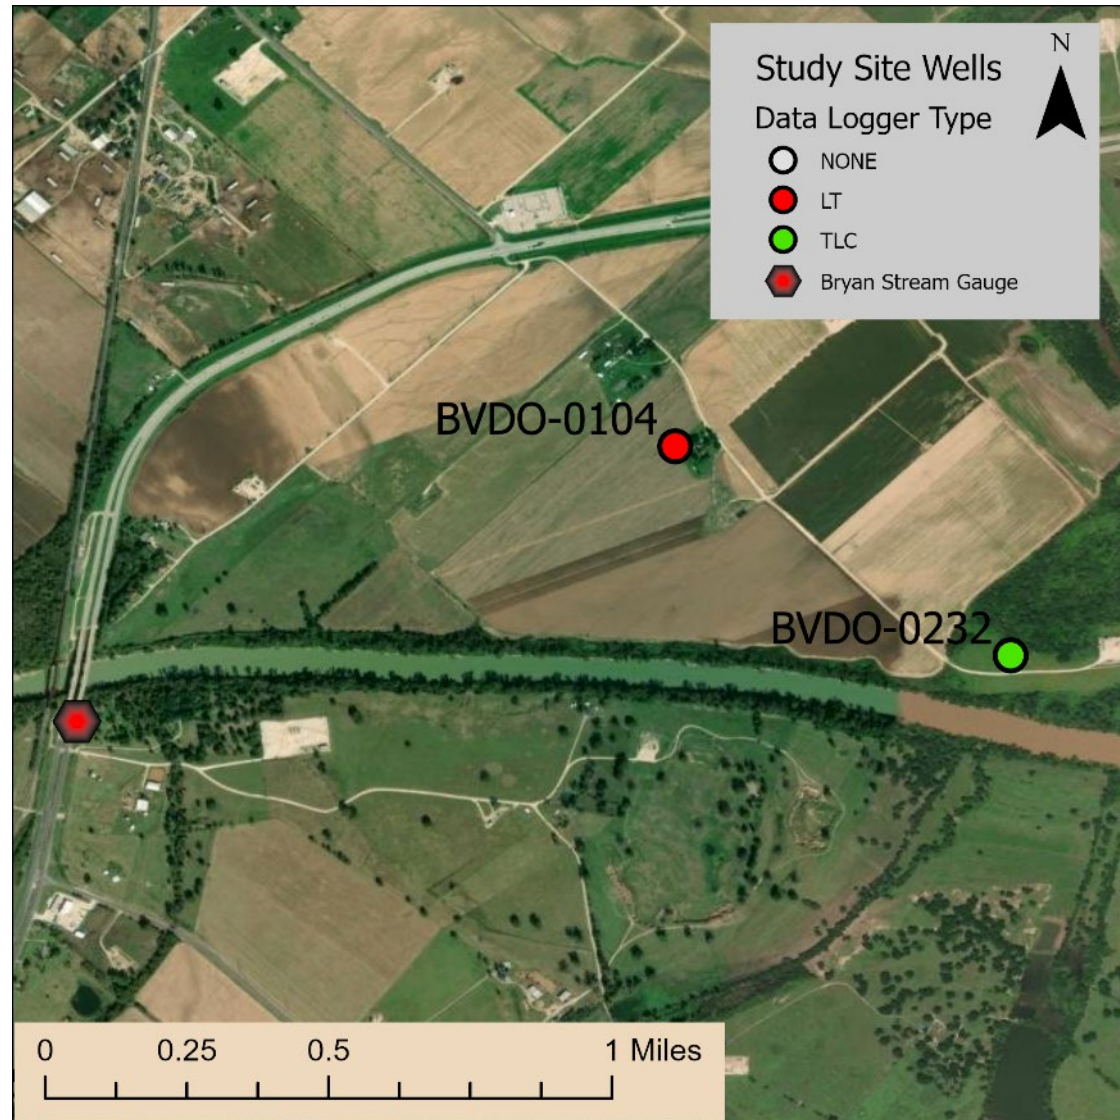 N
Study Site Wells
Data Logger Type
NONE
LT
TLC
Bryan Stream Gauge
BVDO-0104
BVDO-0232
0 0.25 0.5 1 Miles